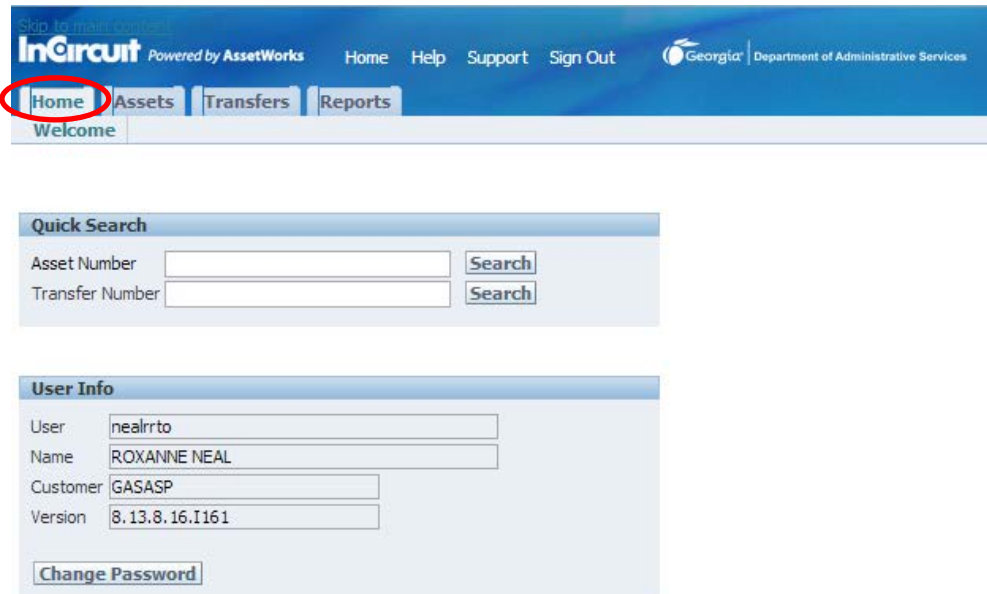 Skip to main content
InCircuit Powered by AssetWorks Home Help Support Sign Out Georgia Department of Administrative Services
Home Assets Transfers Reports
Welcome
Quick Search
Asset Number Search
Transfer Number Search
User Info
User nealrrto
Name ROXANNE NEAL
Customer GASASP
Version 8.13.8.16.I161
Change Password